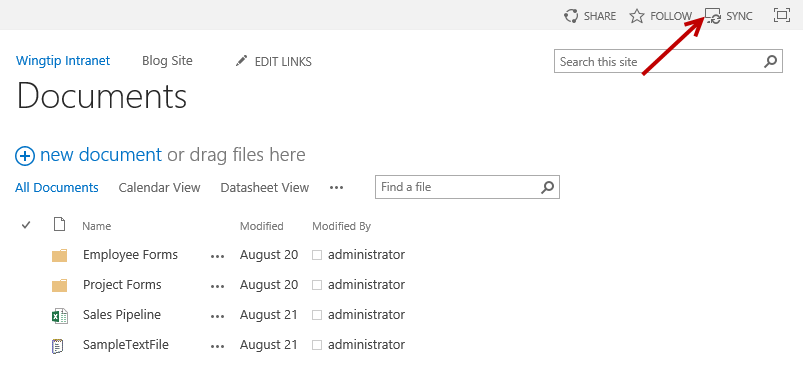 SHARE FOLLOW SYNC
Wingtip Intranet Blog Site EDIT LINKS Search this site
Documents
new document or drag files here
All Documents Calendar View Datasheet View ••• Find a file
Name Modified Modified By
Employee Forms ••• August 20 administrator
Project Forms ••• August 20 administrator
Sales Pipeline ••• August 21 administrator
SampleTextFile ••• August 21 administrator